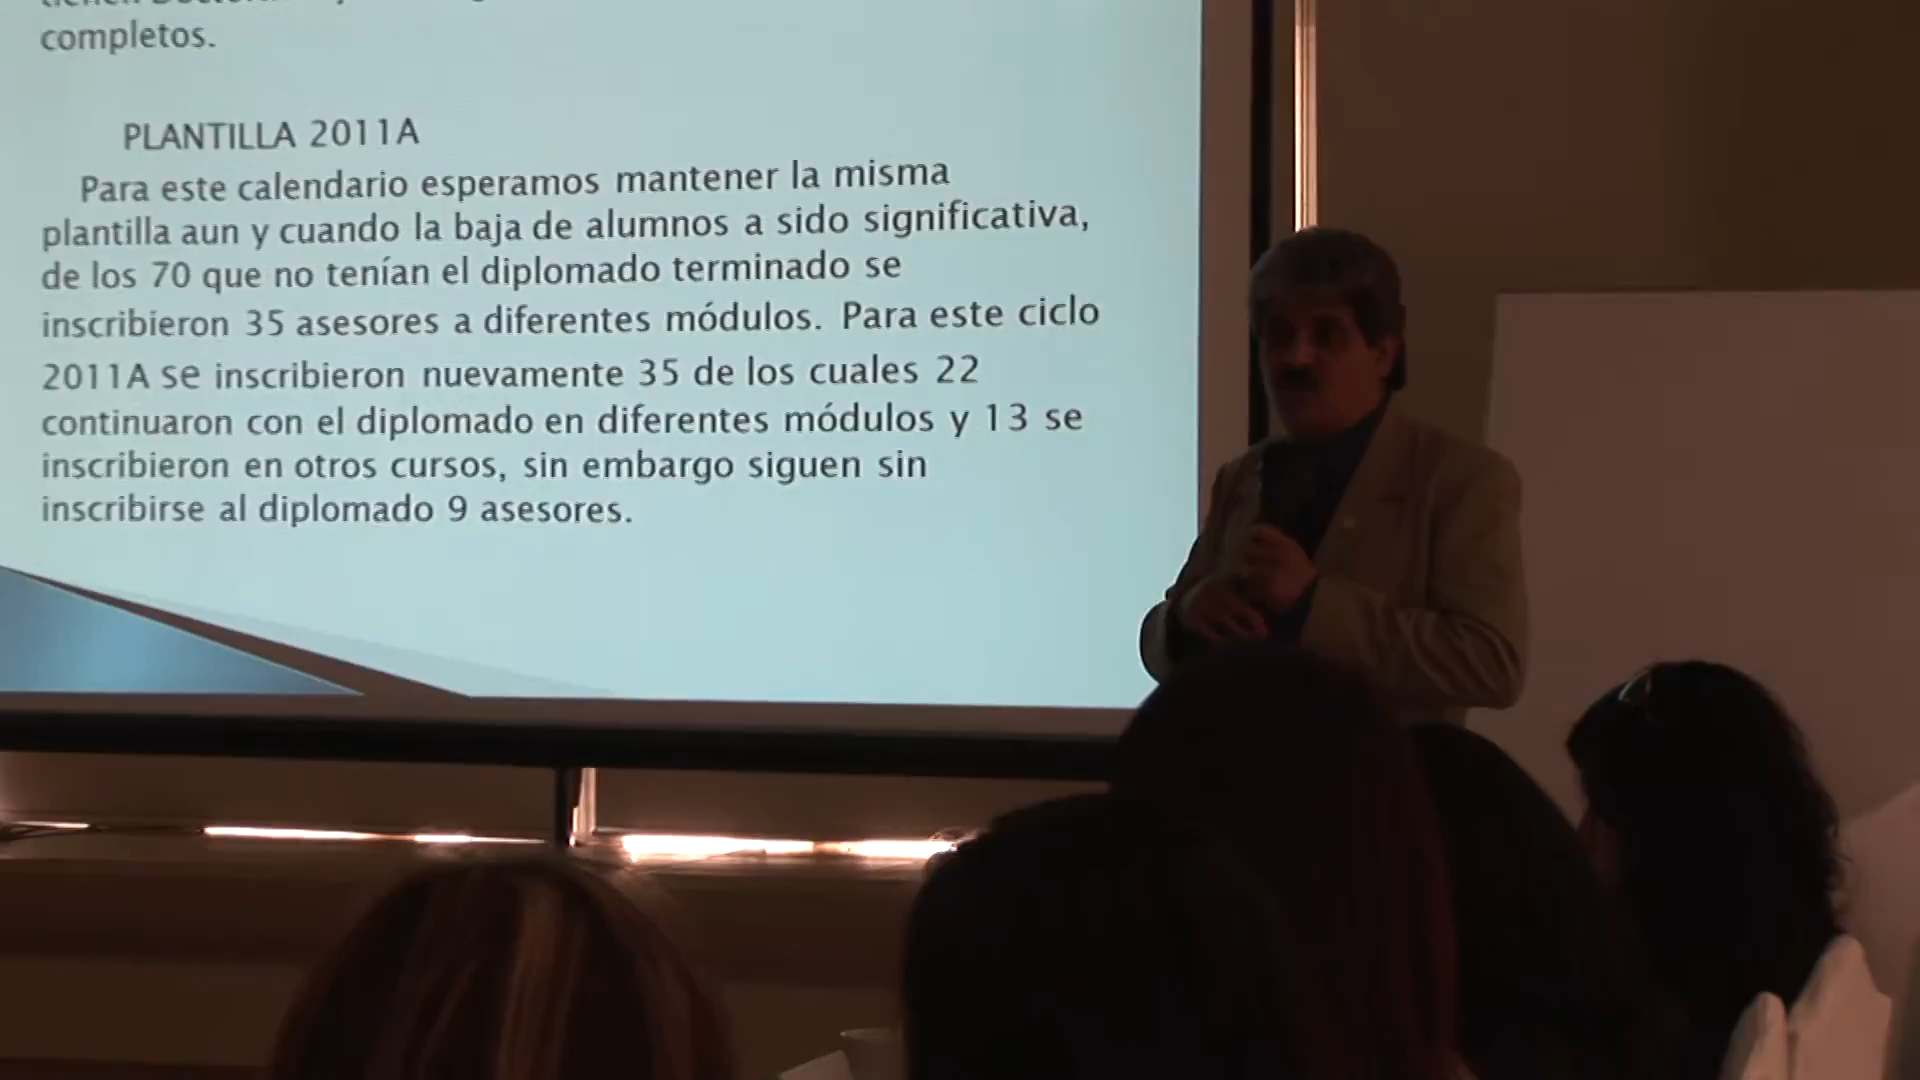 completos.
PLANTILLA 2011A
Para este calendario esperamos mantener la misma
plantilla aun y cuando la baja de alumnos a sido significativa,
de los 70 que no tenían el diplomado terminado se
inscribieron 35 asesores a diferentes módulos. Para este ciclo
2011A se inscribieron nuevamente 35 de los cuales 22
continuaron con el diplomado en diferentes módulos y 13 se
inscribieron en otros cursos, sin embargo siguen sin
inscribirse al diplomado 9 asesores.